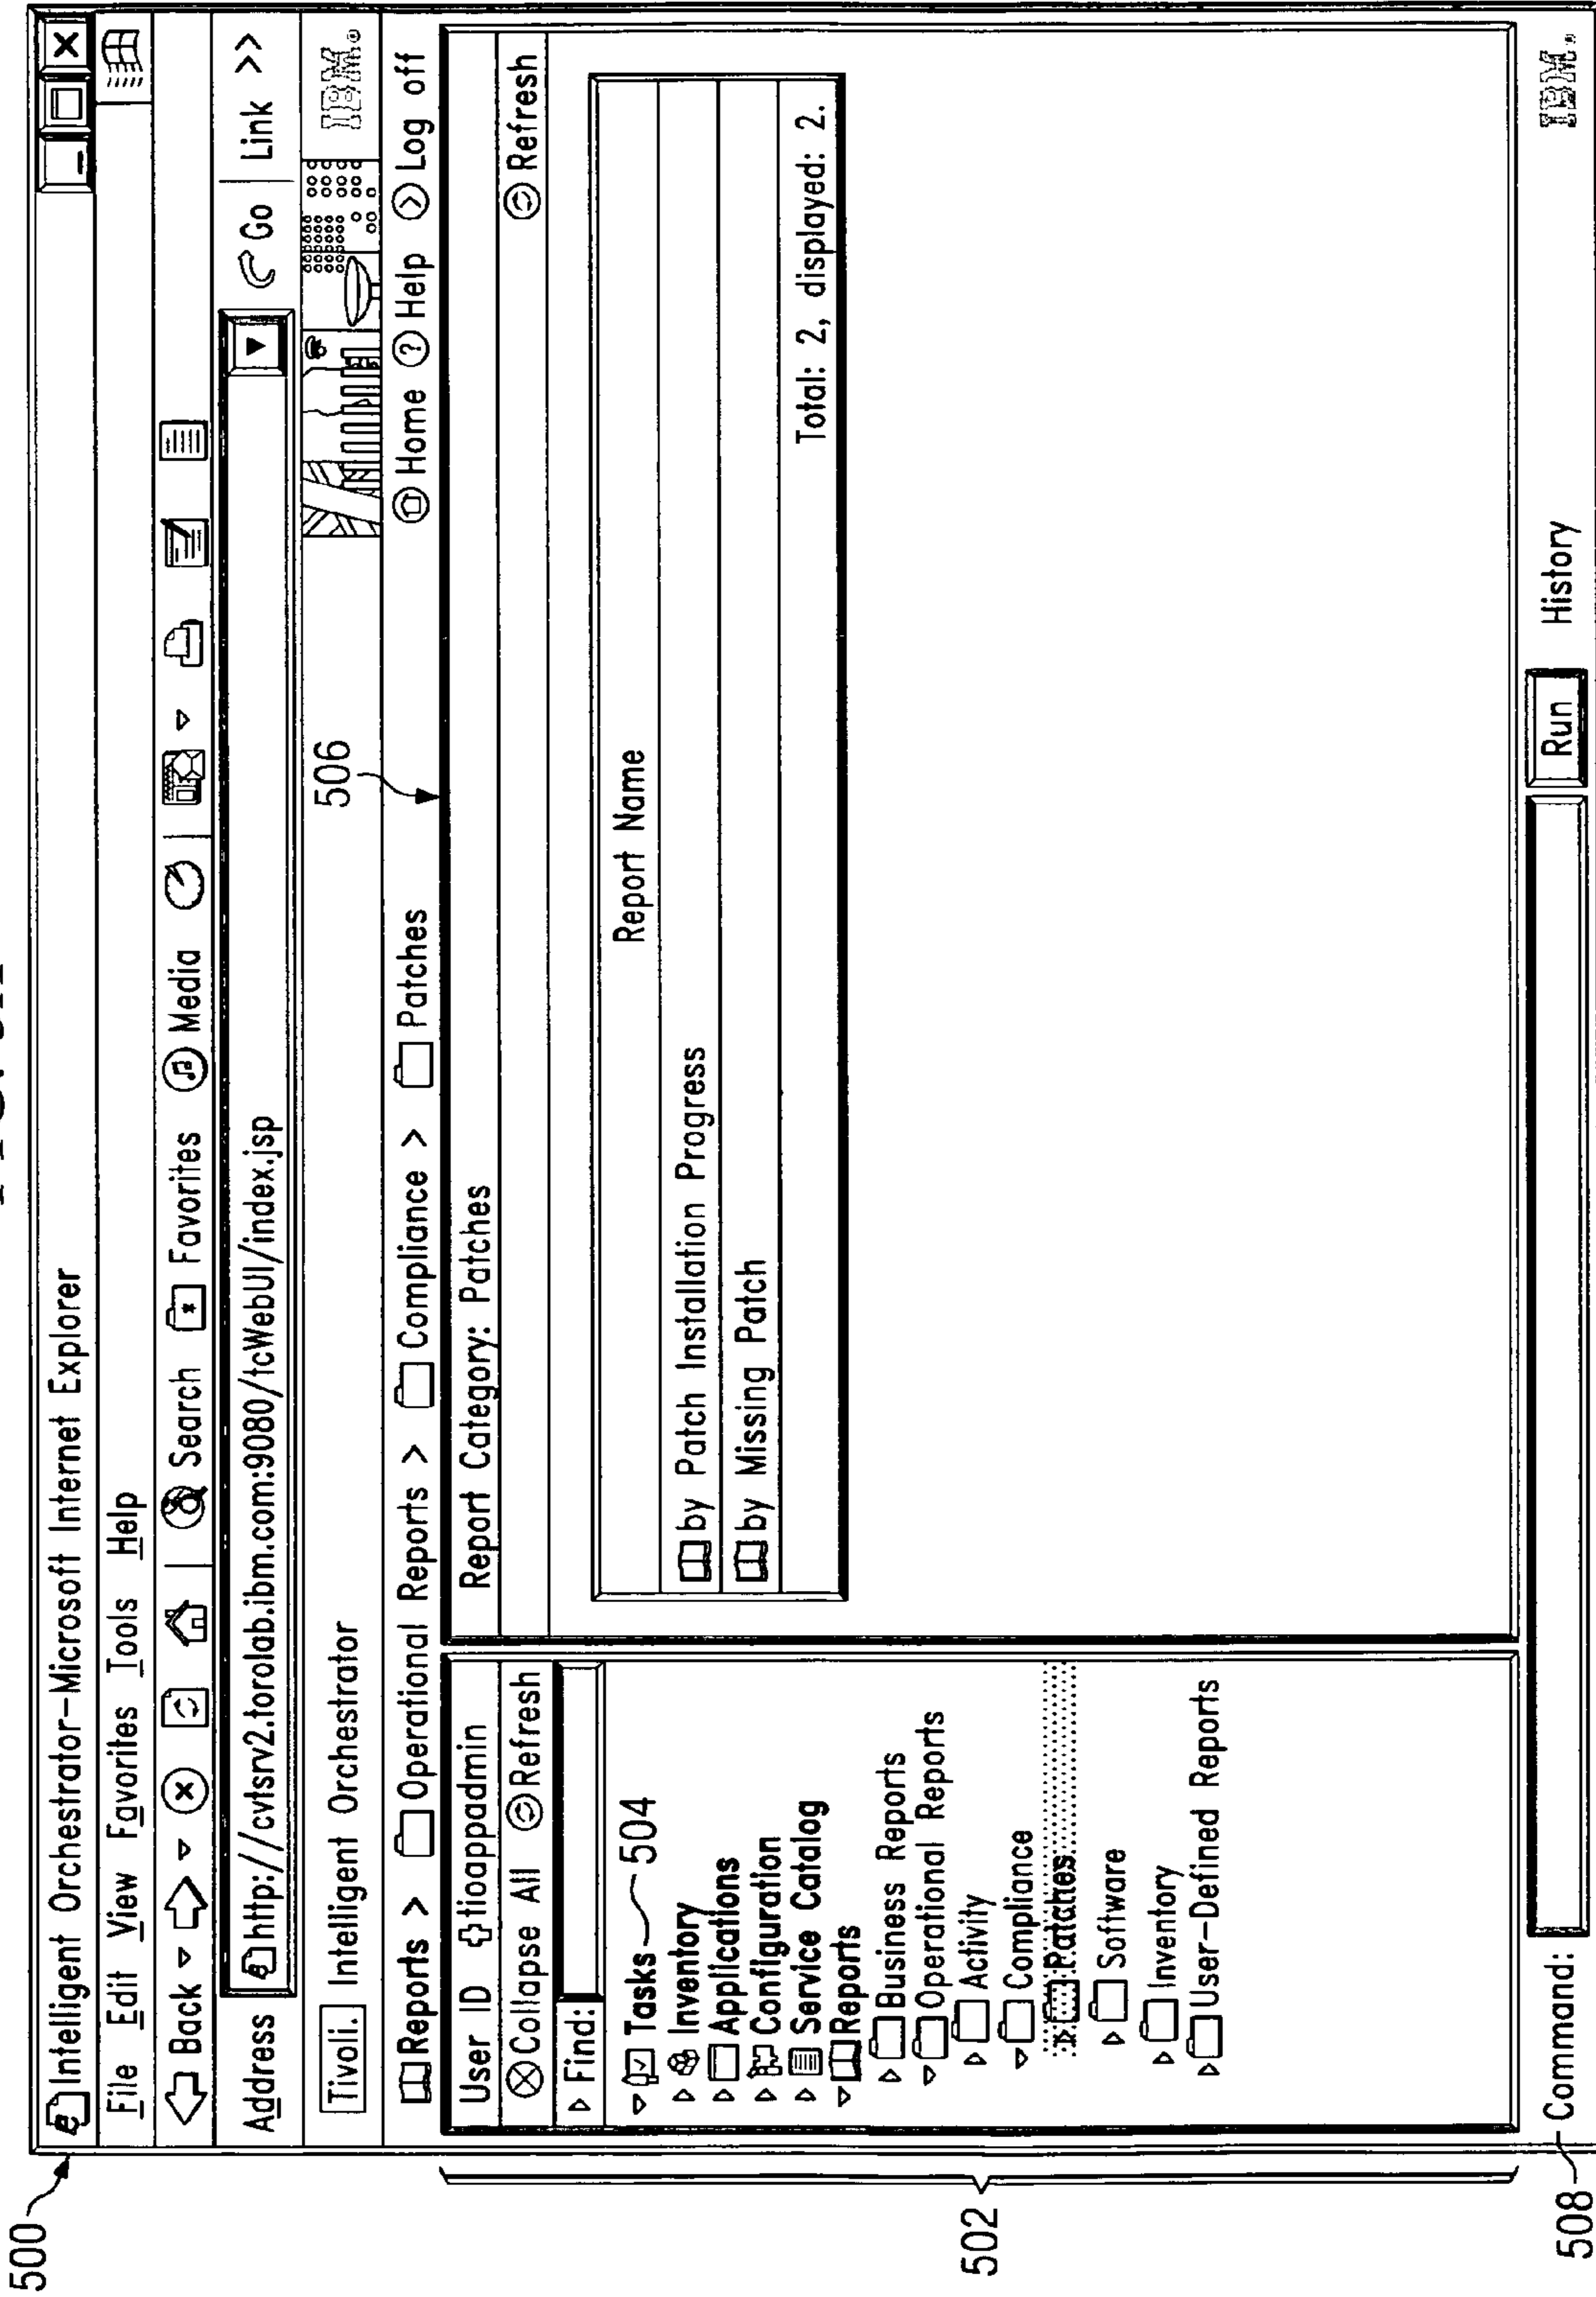 500
Intelligent Orchestrator-Microsoft Internet Explorer
File Edit View Favorites Tools Help
Back Search Favorites Media
Address http://cvtsrv2.torolab.ibm.com:9080/tcWebUI/index.jsp Go Link >>
Tivoli. Intelligent Orchestrator 506 IBM®
Reports > Operational Reports > Compliance > Patches Home Help Log off
User ID tioappadmin
Report Category: Patches
Collapse All Refresh
Refresh
Find:
Tasks 504
Inventory
Applications
Configuration
Service Catalog
Reports
Business Reports
Operational Reports
Activity
Compliance
Patches
Software
Inventory
User-Defined Reports
Report Name
by Patch Installation Progress
by Missing Patch
Total: 2, displayed: 2.
502
508 Command: Run History IBM®